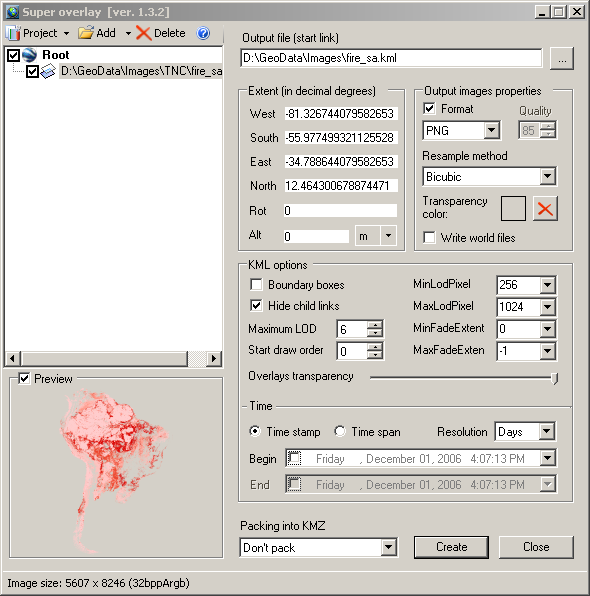 Super overlay [ver. 1.3.2]
Project Add Delete
Root
D:\GeoData\Images\TNC\fire_sa
Output file (start link)
D:\GeoData\Images\fire_sa.kml
...
Extent (in decimal degrees)
West -81.326744079582653
South -55.977499321125528
East -34.788644079582653
North 12.464300678874471
Rot 0
Alt 0 m
Output images properties
Format Quality
PNG 85
Resample method
Bicubic
Transparency
color:
Write world files
KML options
Boundary boxes
Hide child links
Maximum LOD 6
Start draw order 0
MinLodPixel 256
MaxLodPixel 1024
MinFadeExtent 0
MaxFadeExten -1
Overlays transparency
Time
Time stamp Time span Resolution Days
Begin Friday , December 01, 2006 4:07:13 PM
End Friday , December 01, 2006 4:07:13 PM
Preview
Packing into KMZ
Don't pack Create Close
Image size: 5607 x 8246 (32bppArgb)